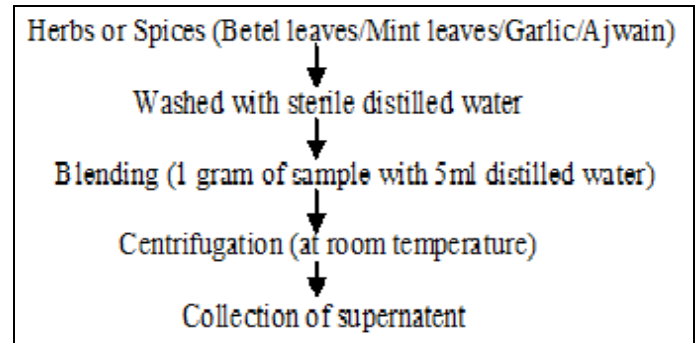 Herbs or Spices (Betel leaves/Mint leaves/Garlic/Ajwain)
Washed with sterile distilled water
Blending (1 gram of sample with 5ml distilled water)
Centrifugation (at room temperature)
Collection of supernatent